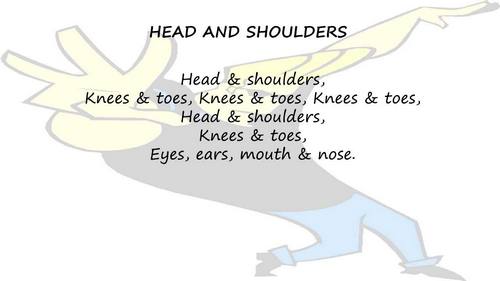 HEAD AND SHOULDERS
Head & shoulders,
Knees & toes, Knees & toes, Knees & toes,
Head & shoulders,
Knees & toes,
Eyes, ears, mouth & nose.